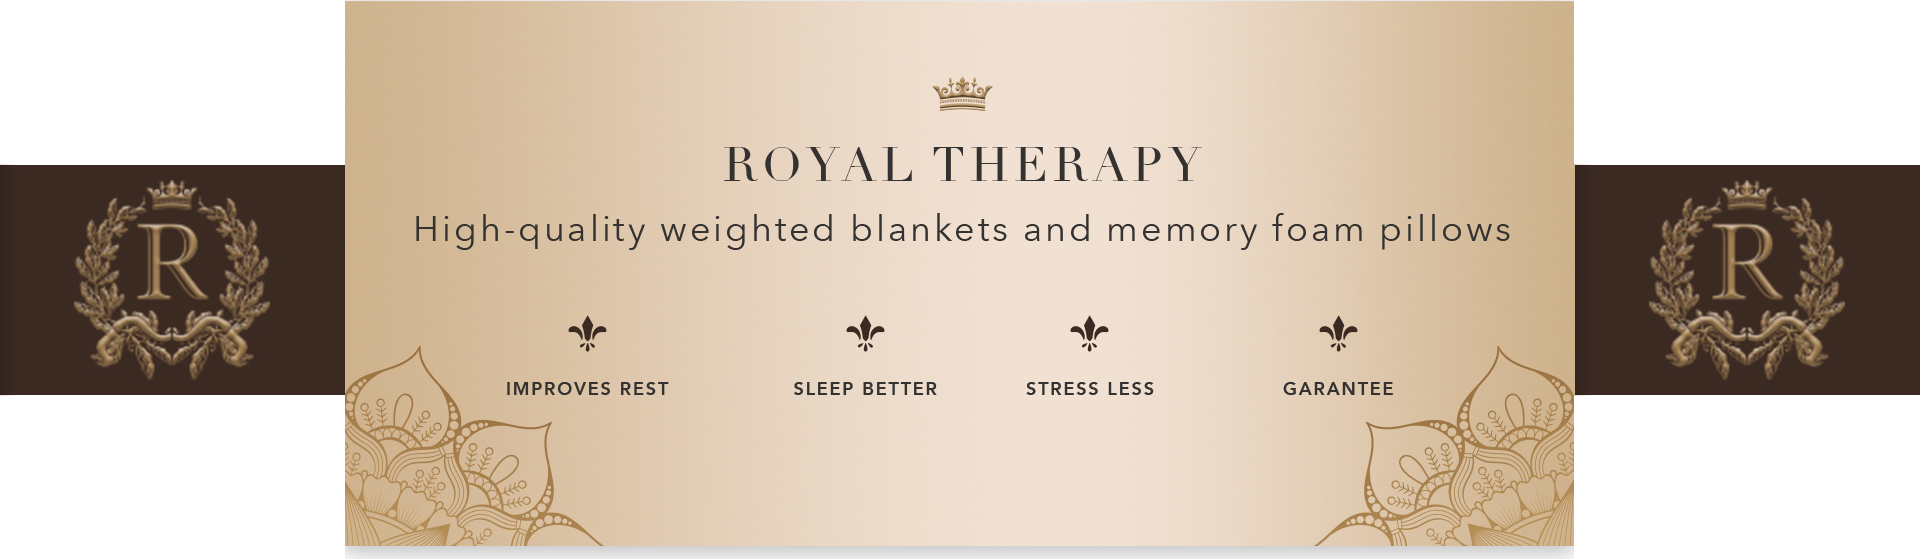 ROYAL THERAPY
High-quality weighted blankets and memory foam pillows
R
R
IMPROVES REST
SLEEP BETTER
STRESS LESS
GARANTEE